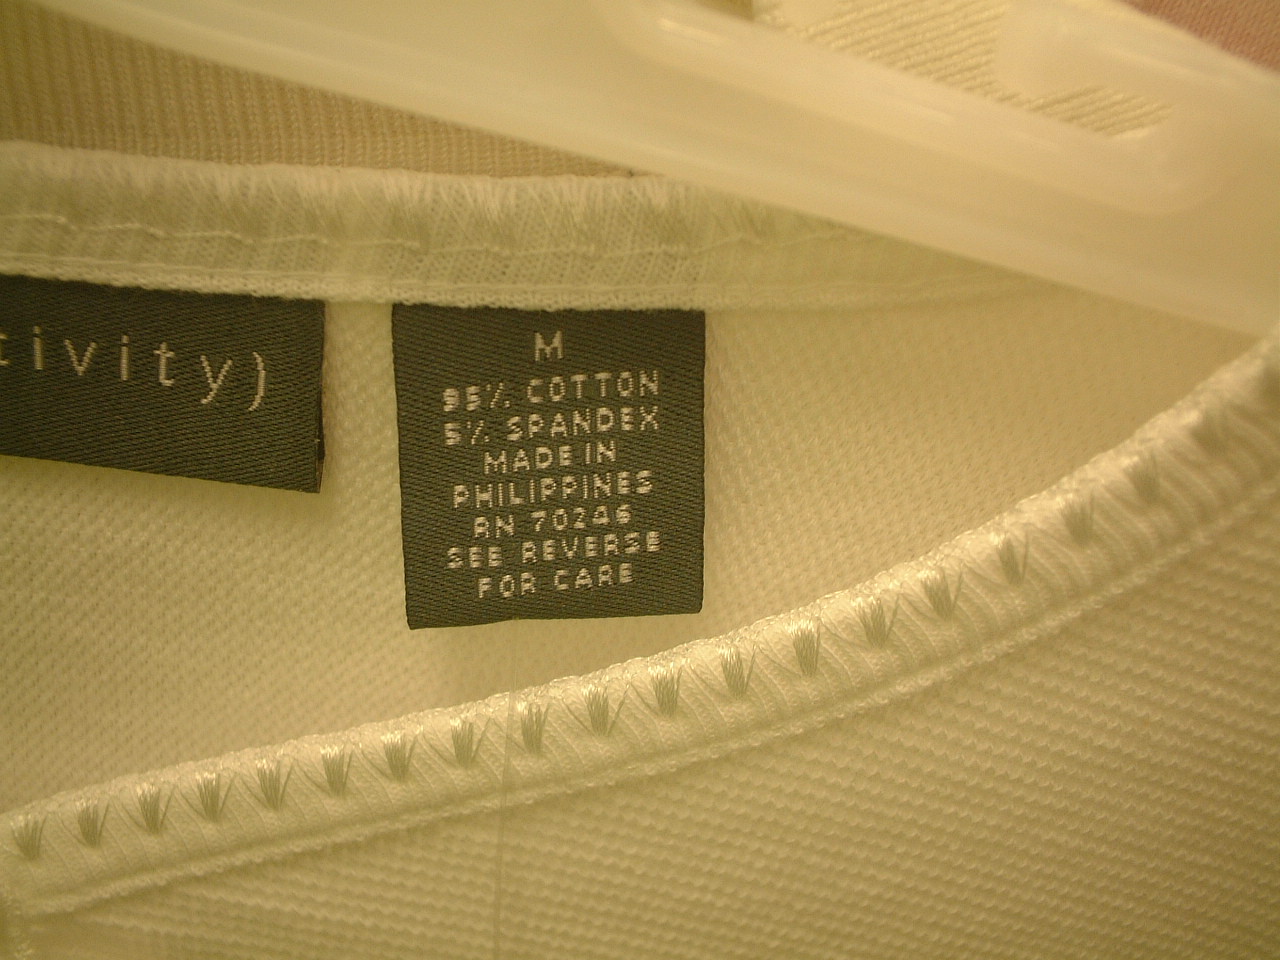 tivity)
M
95% COTTON
5% SPANDEX
MADE IN
PHILIPPINES
RN 70246
SEE REVERSE
FOR CARE